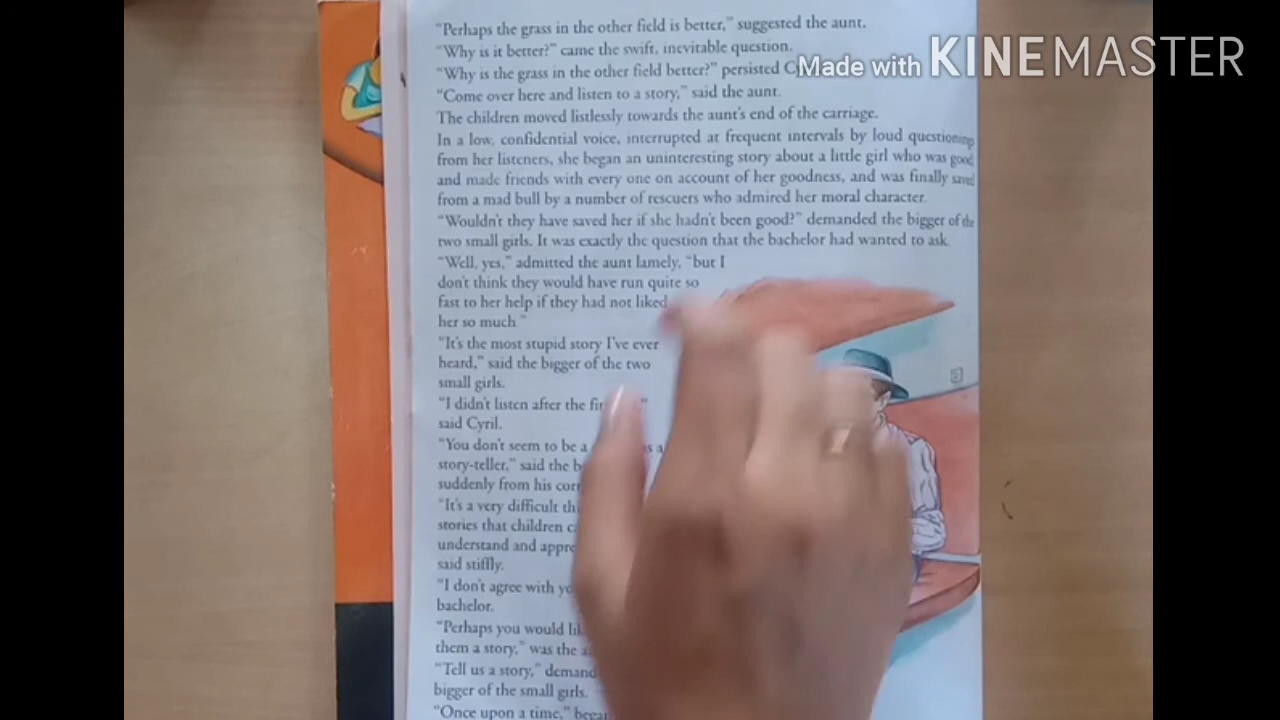 "Perhaps the grass in the other field is better," suggested the aunt.
"Why is it better?" came the swift, inevitable question.
"Why is the grass in the other field better?" persisted C
Made with KINEMASTER
"Come over here and listen to a story," said the aunt.
The children moved listlessly towards the aunt's end of the carriage.
In a low, confidential voice, interrupted at frequent intervals by loud questionings
from her listeners, she began an uninteresting story about a little girl who was good
and made friends with every one on account of her goodness, and was finally saved
from a mad bull by a number of rescuers who admired her moral character.
"Wouldn't they have saved her if she hadn't been good?" demanded the bigger of the
two small girls. It was exactly the question that the bachelor had wanted to ask.
"Well, yes," admitted the aunt lamely, "but I
don't think they would have run quite so
fast to her help if they had not liked
her so much."
"It's the most stupid story I've ever
heard," said the bigger of the two
small girls.
"I didn't listen after the fir
said Cyril.
"You don't seem to be a s a
story-teller," said the b
suddenly from his cor
"It's a very difficult thi
stories that children c
understand and appre
said stiffly.
"I don't agree with yo
bachelor.
"Perhaps you would lik
them a story," was the a
"Tell us a story," demand
bigger of the small girls.
"Once upon a time," began